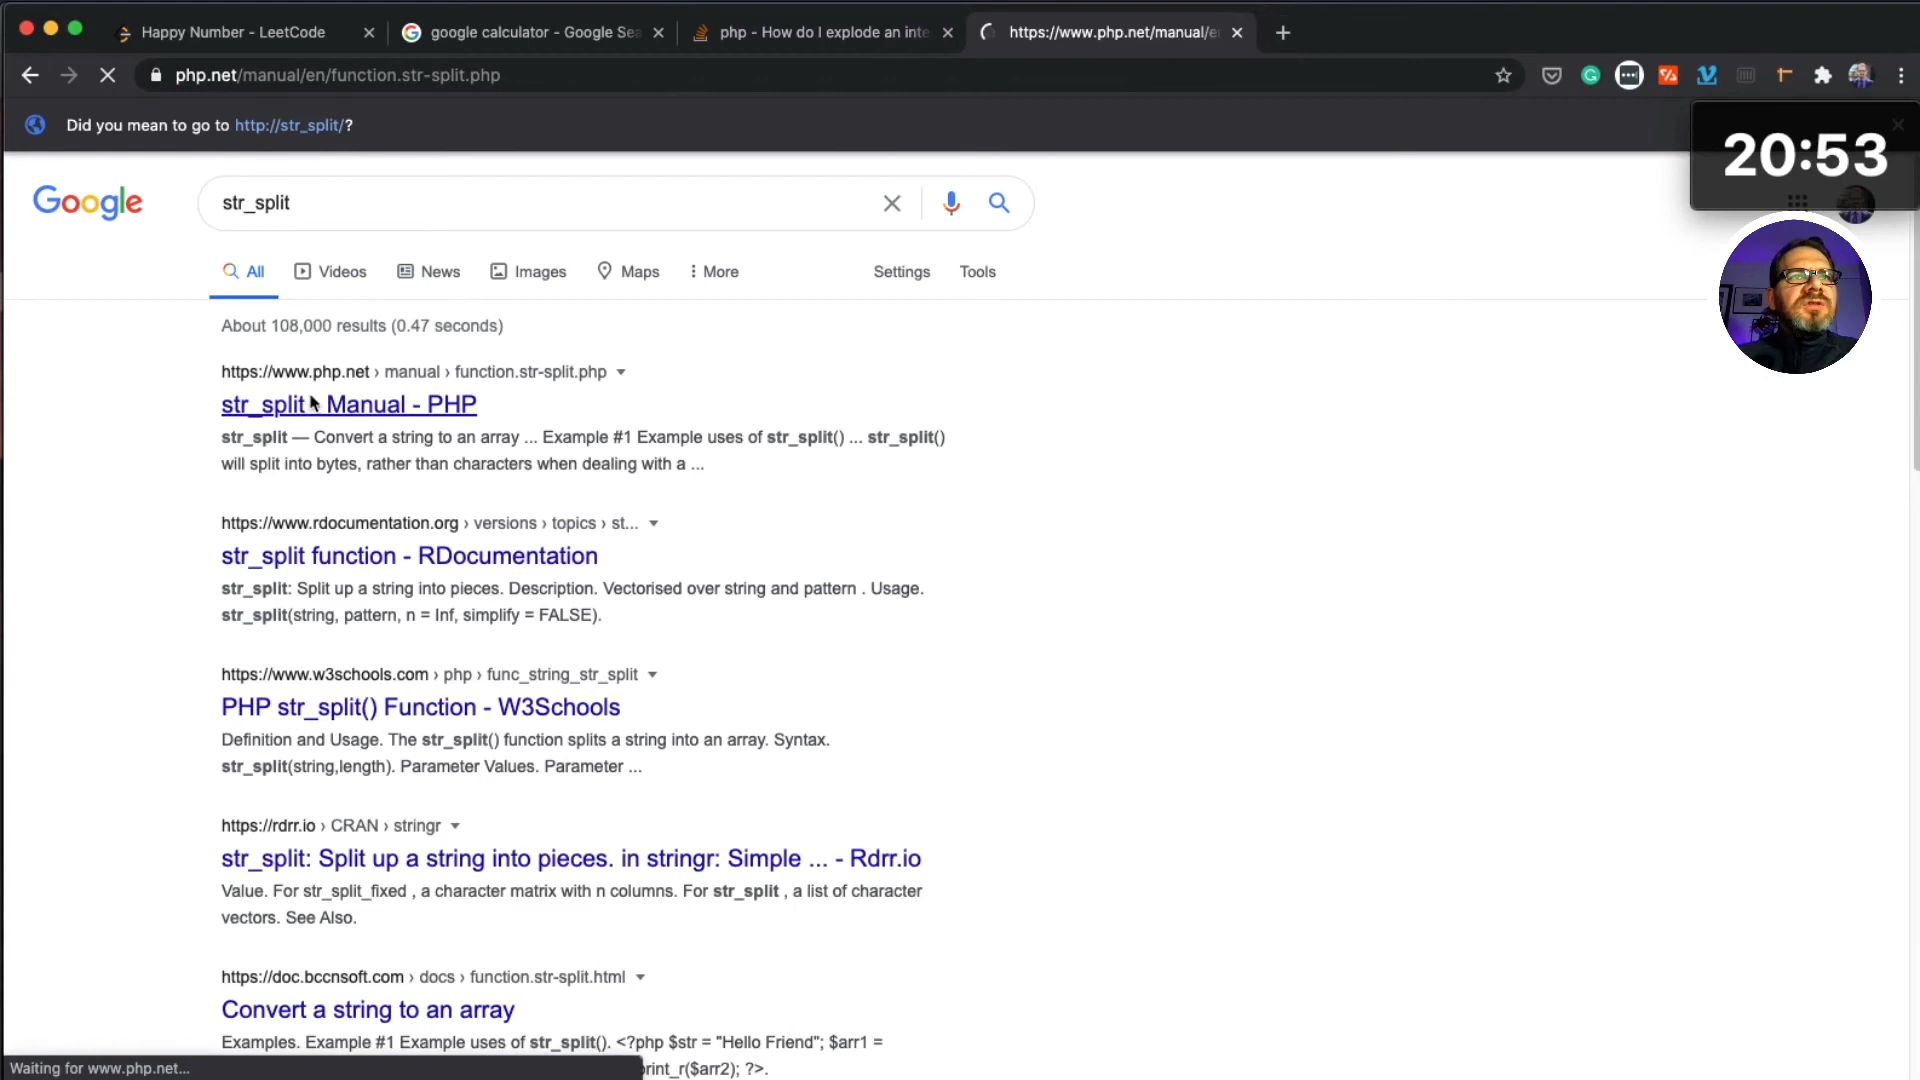 Happy Number - LeetCode
google calculator - Google Sea
php - How do I explode an inte
https://www.php.net/manual/e
php.net/manual/en/function.str-split.php
Did you mean to go to http://str_split/?
20:53
Google
str_split
All
Videos
News
Images
Maps
More
Settings
Tools
About 108,000 results (0.47 seconds)
https://www.php.net › manual › function.str-split.php
str_split Manual - PHP
str_split — Convert a string to an array ... Example #1 Example uses of str_split() ... str_split()
will split into bytes, rather than characters when dealing with a ...
https://www.rdocumentation.org › versions › topics › st...
str_split function - RDocumentation
str_split: Split up a string into pieces. Description. Vectorised over string and pattern . Usage.
str_split(string, pattern, n = Inf, simplify = FALSE).
https://www.w3schools.com › php › func_string_str_split
PHP str_split() Function - W3Schools
Definition and Usage. The str_split() function splits a string into an array. Syntax.
str_split(string,length). Parameter Values. Parameter ...
https://rdrr.io › CRAN › stringr
str_split: Split up a string into pieces. in stringr: Simple ... - Rdrr.io
Value. For str_split_fixed , a character matrix with n columns. For str_split , a list of character
vectors. See Also.
https://doc.bccnsoft.com › docs › function.str-split.html
Convert a string to an array
Examples. Example #1 Example uses of str_split(). <?php $str = "Hello Friend"; $arr1 =
Waiting for www.php.net...
rint_r($arr2); ?>.